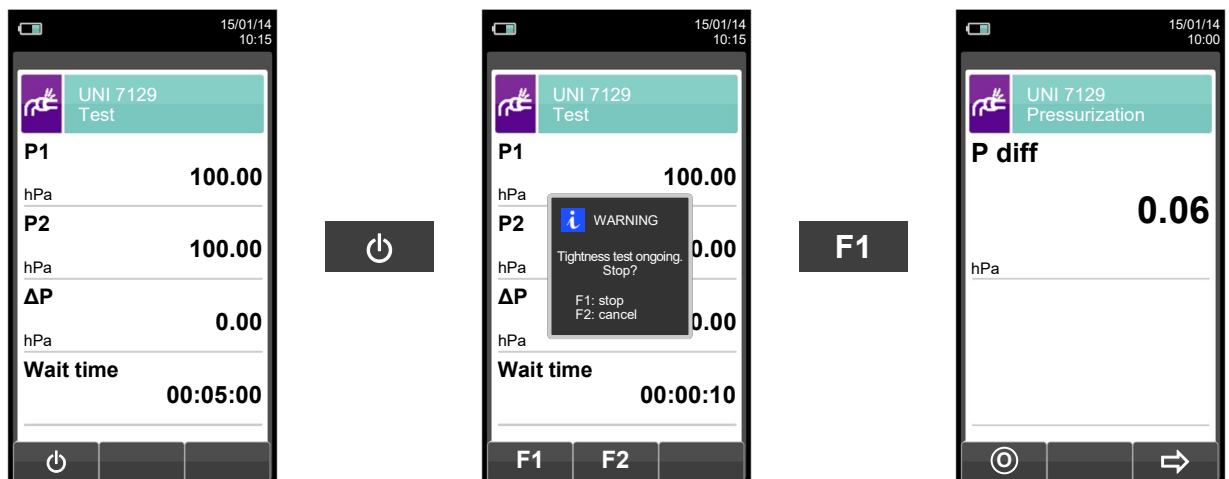 15/01/14
10:15
UNI 7129
Test
P1
100.00
hPa
P2
100.00
hPa
ΔP
0.00
hPa
Wait time
00:05:00
15/01/14
10:15
UNI 7129
Test
P1
100.00
hPa
P2
0.00
hPa
ΔP
0.00
hPa
Wait time
00:00:10
i WARNING
Tightness test ongoing.
Stop?
F1: stop
F2: cancel
F1 F2
F1
15/01/14
10:00
UNI 7129
Pressurization
P diff
0.06
hPa